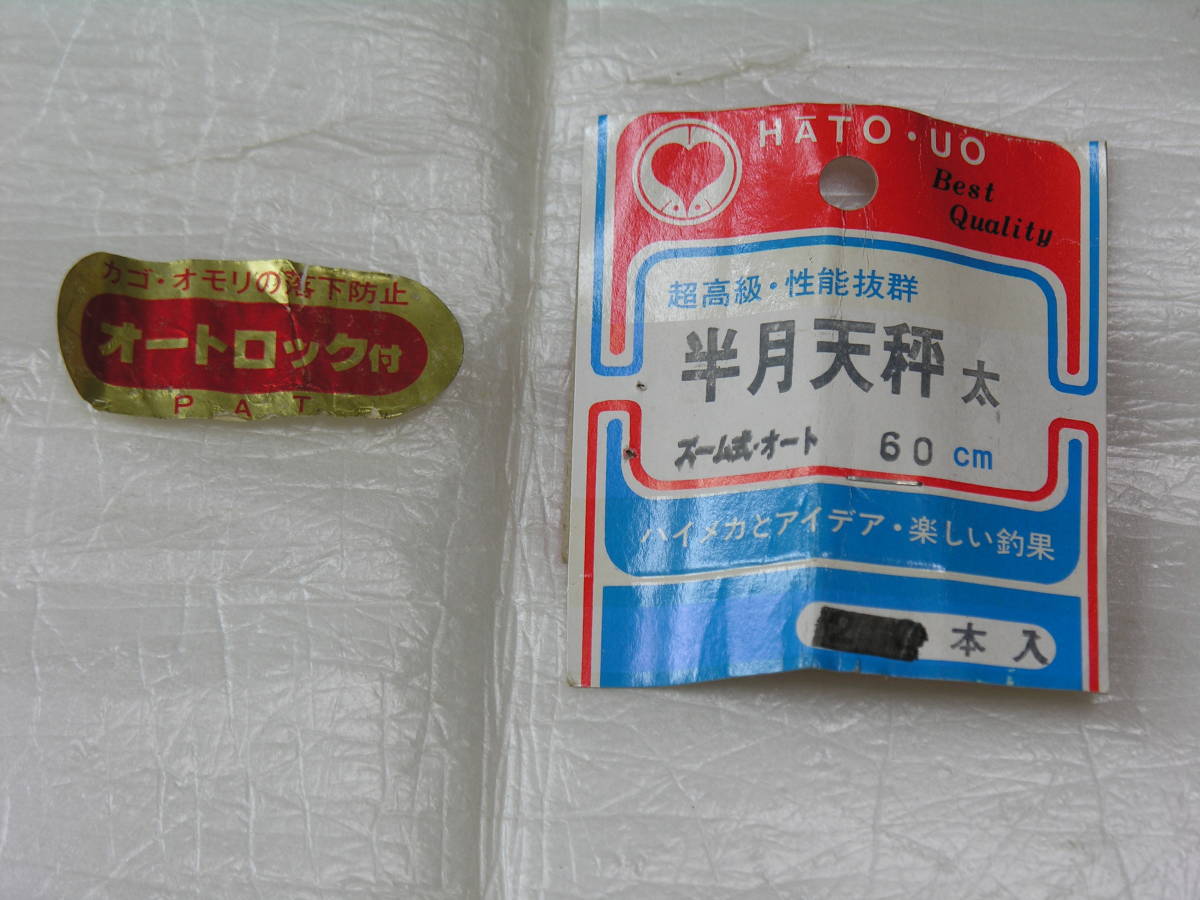 カゴ・オモリの落下防止
オートロック付
PAT
HATO・UO
Best
Quality
超高級・性能抜群
半月天秤 太
ズーム式・オート 60 cm
ハイメカとアイデア・楽しい釣果
本入